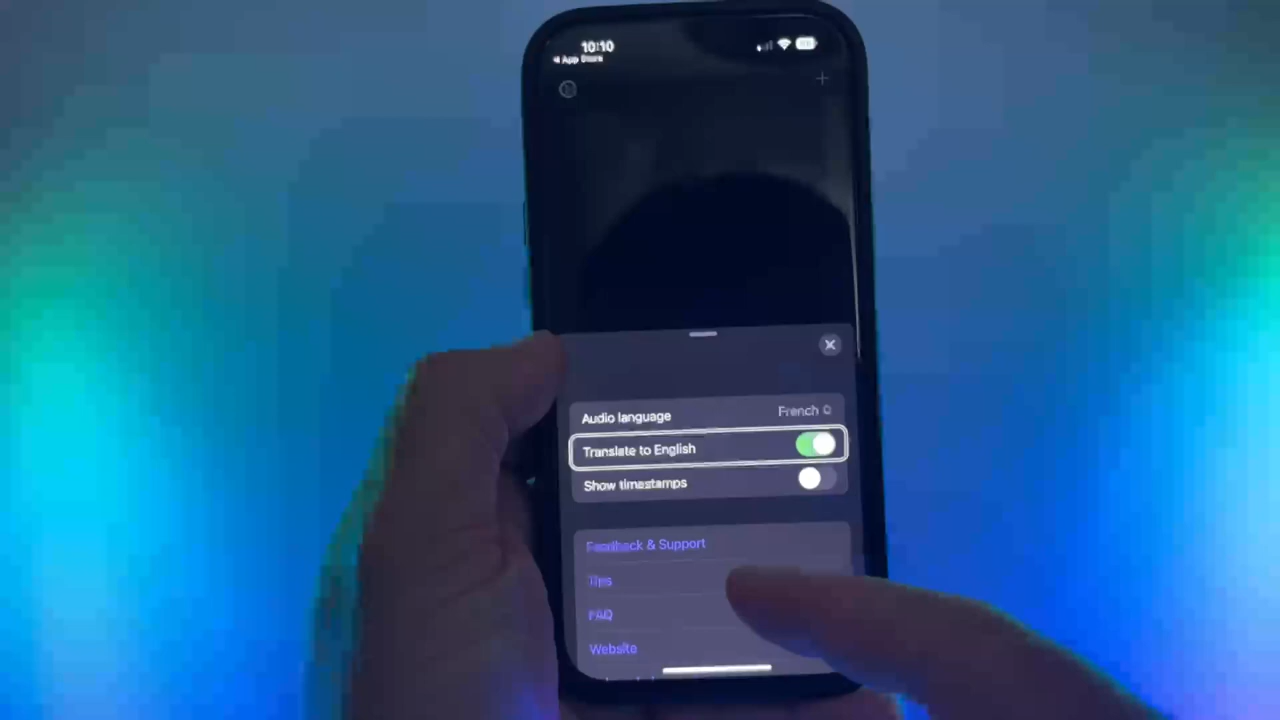 10:10
App Store
Audio language French
Translate to English
Show timestamps
Feedback & Support
Tips
FAQ
Website